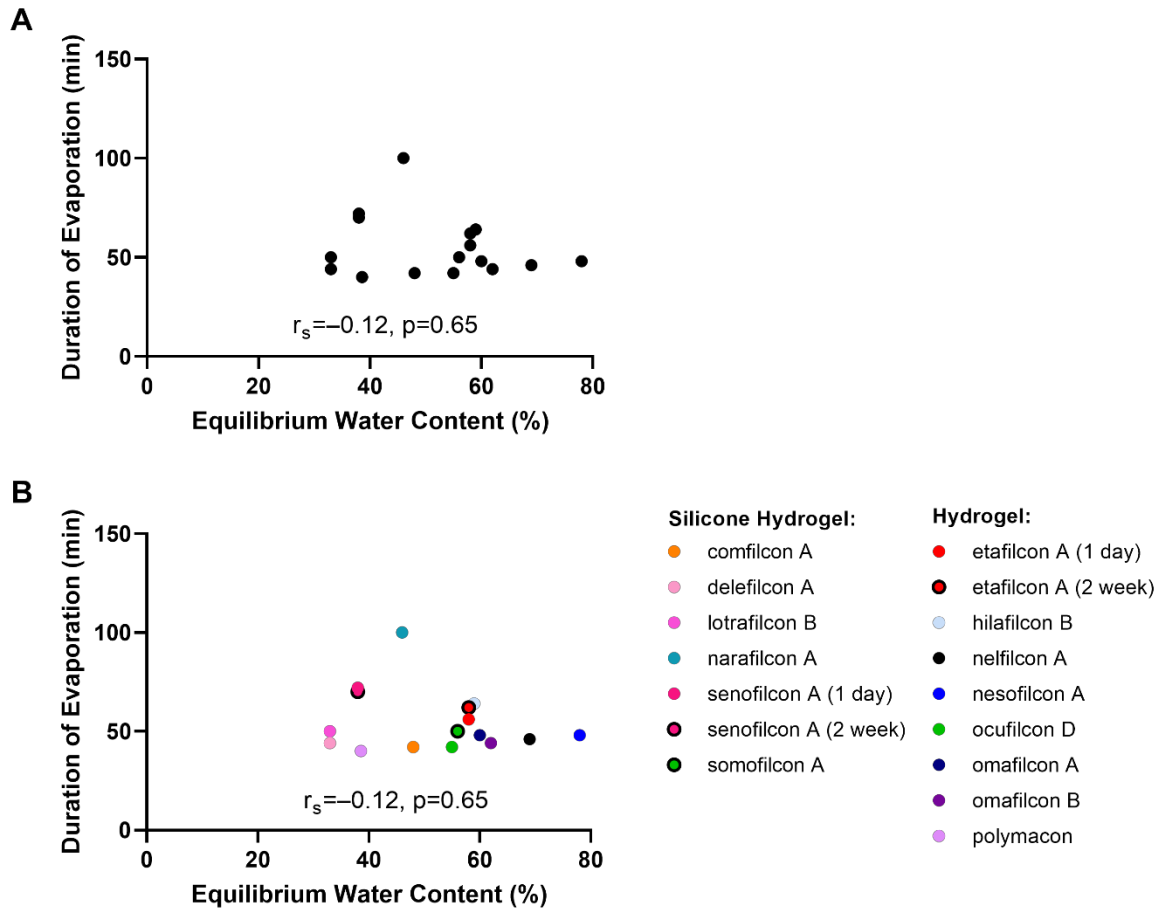 A
Duration of Evaporation (min)
150
100
50
0
r_s=–0.12, p=0.65
0 20 40 60 80
Equilibrium Water Content (%)
B
Duration of Evaporation (min)
150
100
50
0
r_s=–0.12, p=0.65
0 20 40 60 80
Equilibrium Water Content (%)
Silicone Hydrogel:
comfilcon A
delefilcon A
lotrafilcon B
narafilcon A
senofilcon A (1 day)
senofilcon A (2 week)
somofilcon A
Hydrogel:
etafilcon A (1 day)
etafilcon A (2 week)
hilafilcon B
nelfilcon A
nesofilcon A
ocufilcon D
omafilcon A
omafilcon B
polymacon